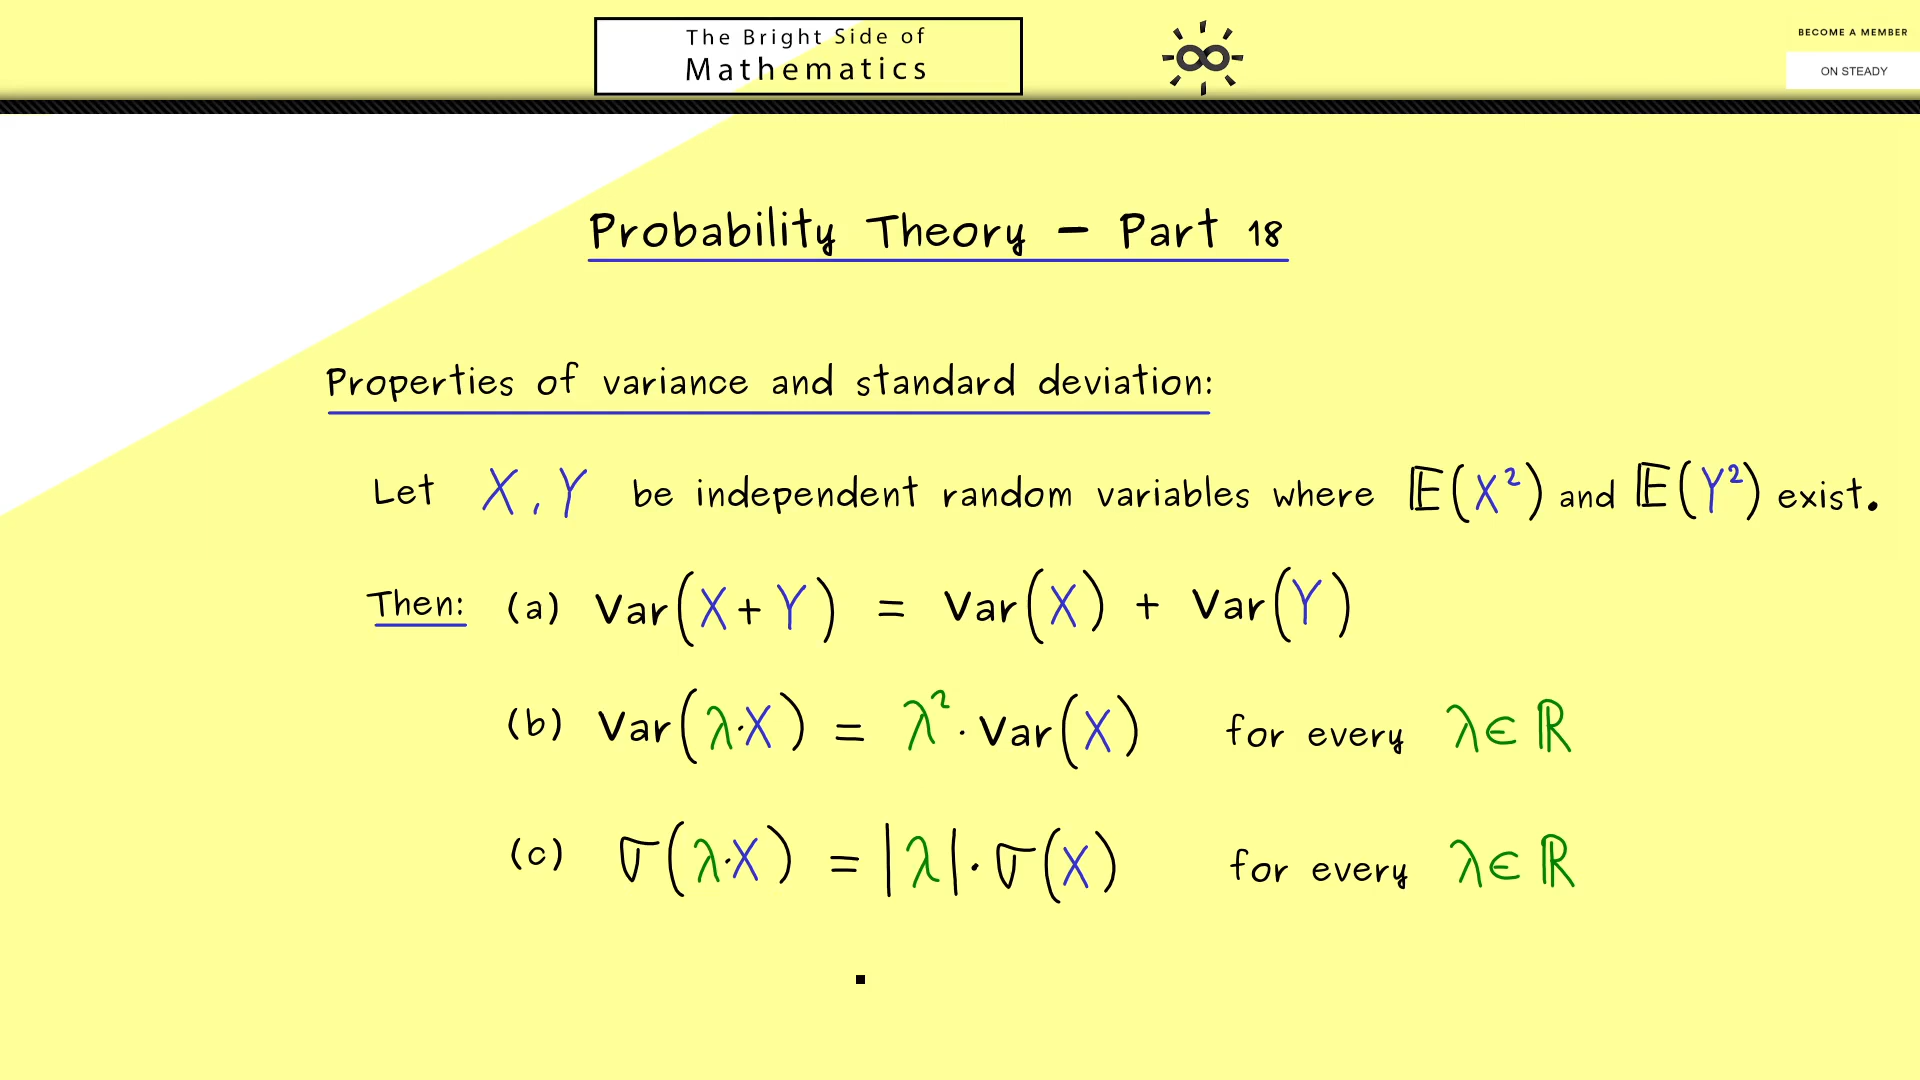 The Bright Side of
Mathematics
BECOME A MEMBER
ON STEADY
Probability Theory – Part 18
Properties of variance and standard deviation:
Let X, Y be independent random variables where 𝔼(X²) and 𝔼(Y²) exist.
Then: (a) Var(X + Y) = Var(X) + Var(Y)
(b) Var(λ·X) = λ² · Var(X) for every λ ∈ ℝ
(c) σ(λ·X) = |λ| · σ(X) for every λ ∈ ℝ